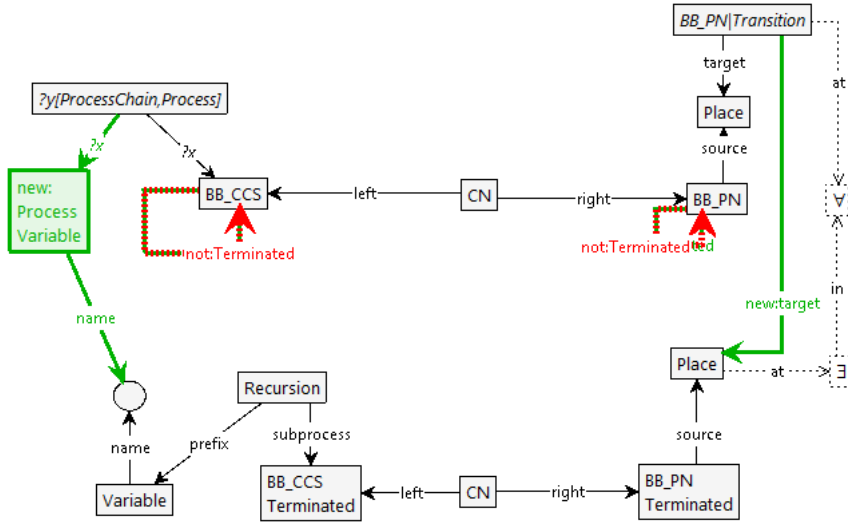 BB_PN|Transition
target
at
?y[ProcessChain,Process]
Place
?x
?x
source
new:
Process
Variable
BB_CCS
left
CN
right
BB_PN
∀
not:Terminated
not:Terminated
in
name
new:target
Place
at
∃
Recursion
name
prefix
subprocess
source
Variable
BB_CCS
Terminated
left
CN
right
BB_PN
Terminated